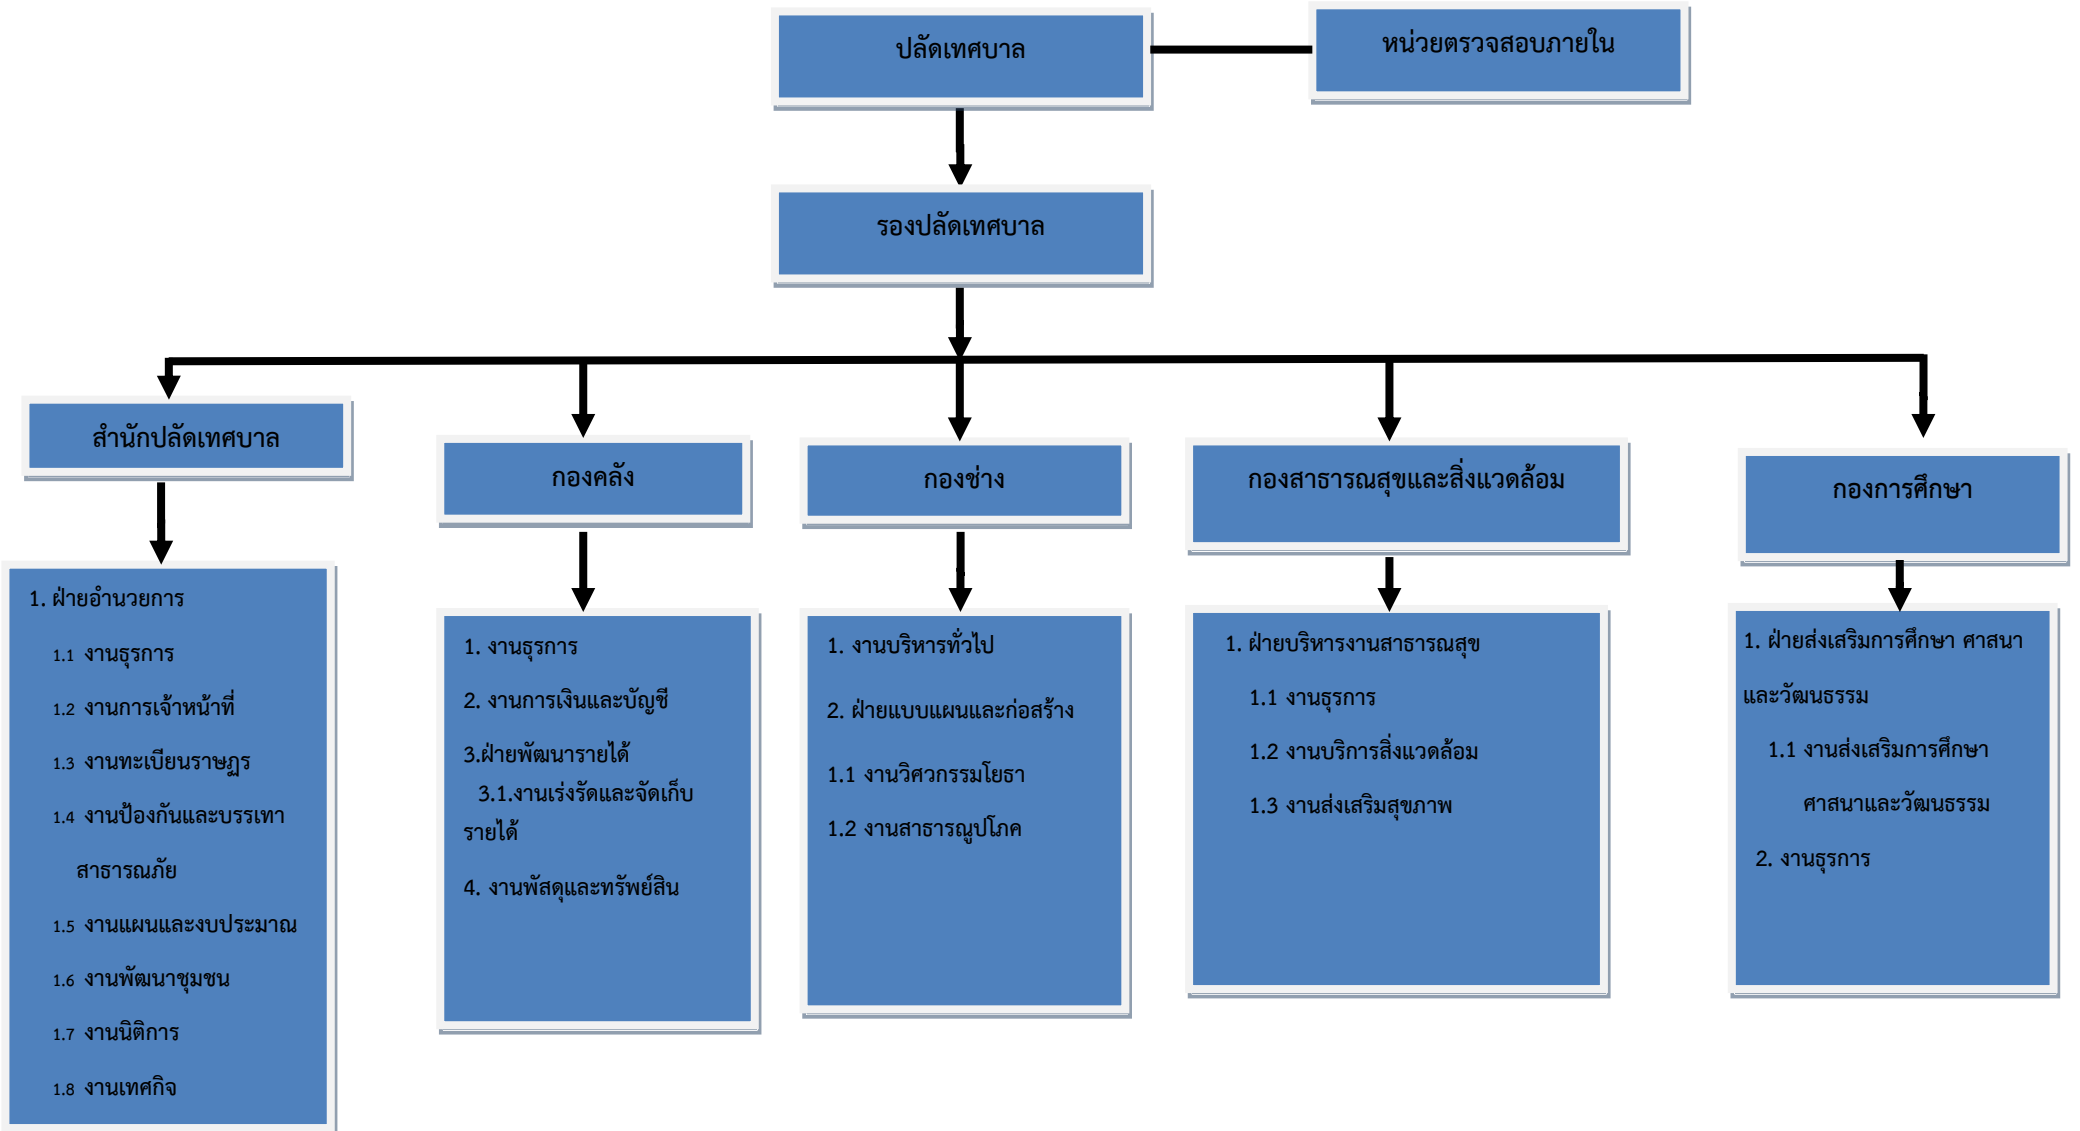 ปลัดเทศบาล
หน่วยตรวจสอบภายใน
รองปลัดเทศบาล
สำนักปลัดเทศบาล
กองคลัง
กองช่าง
กองสาธารณสุขและสิ่งแวดล้อม
กองการศึกษา
1. ฝ่ายอำนวยการ
1.1 งานธุรการ
1.2 งานการเจ้าหน้าที่
1.3 งานทะเบียนราษฎร
1.4 งานป้องกันและบรรเทา
สาธารณภัย
1.5 งานแผนและงบประมาณ
1.6 งานพัฒนาชุมชน
1.7 งานนิติการ
1.8 งานเทศกิจ
1. งานธุรการ
2. งานการเงินและบัญชี
3.ฝ่ายพัฒนารายได้
3.1.งานเร่งรัดและจัดเก็บ
รายได้
4. งานพัสดุและทรัพย์สิน
1. งานบริหารทั่วไป
2. ฝ่ายแบบแผนและก่อสร้าง
1.1 งานวิศวกรรมโยธา
1.2 งานสาธารณูปโภค
1. ฝ่ายบริหารงานสาธารณสุข
1.1 งานธุรการ
1.2 งานบริการสิ่งแวดล้อม
1.3 งานส่งเสริมสุขภาพ
1. ฝ่ายส่งเสริมการศึกษา ศาสนา
และวัฒนธรรม
1.1 งานส่งเสริมการศึกษา
ศาสนาและวัฒนธรรม
2. งานธุรการ